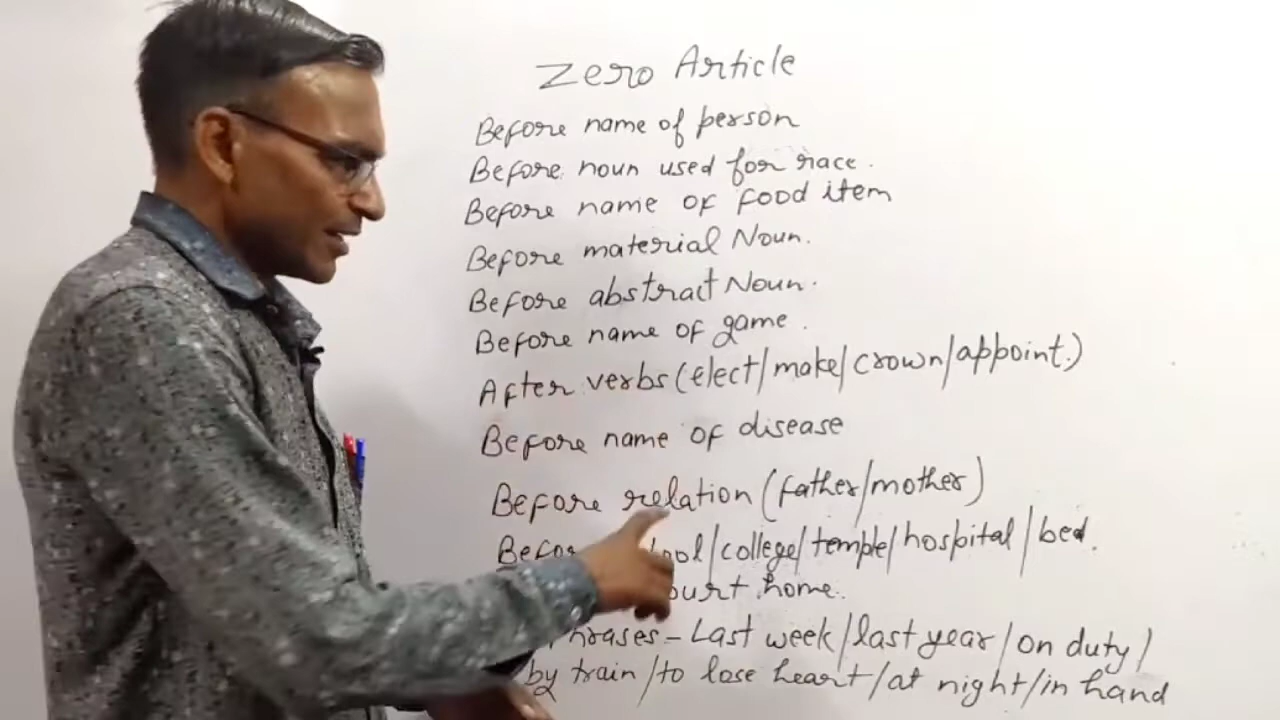 Zero Article
Before name of person
Before noun used for race.
Before name of food item
Before material Noun.
Before abstract Noun.
Before name of game.
After verbs (elect/make/crown/appoint.)
Before name of disease
Before relation (father/mother)
/college/temple/hospital/bed.
home.
Last week/last year/on duty/
by train/to lose heart/at night/in hand